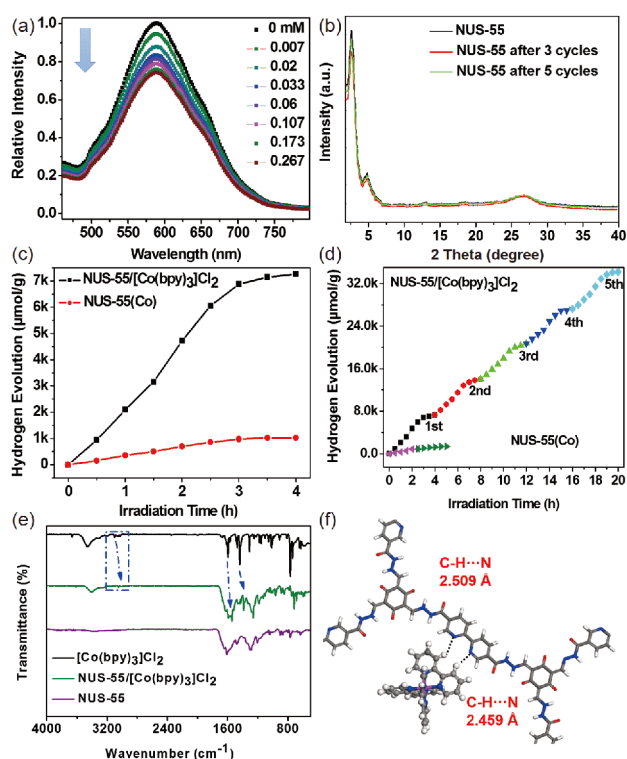 (a)
Relative Intensity
1.0
0.8
0.6
0.4
0.2
0.0
0 mM
0.007
0.02
0.033
0.06
0.107
0.173
0.267
500 550 600 650 700 750
Wavelength (nm)
(b)
Intensity (a.u.)
NUS-55
NUS-55 after 3 cycles
NUS-55 after 5 cycles
5 10 15 20 25 30 35 40
2 Theta (degree)
(c)
Hydrogen Evolution (μmol/g)
7k
6k
5k
4k
3k
2k
1k
0
NUS-55/[Co(bpy)3]Cl2
NUS-55(Co)
0 1 2 3 4
Irradiation Time (h)
(d)
Hydrogen Evolution (μmol/g)
32.0k
24.0k
16.0k
8.0k
0.0
NUS-55/[Co(bpy)3]Cl2
1st
2nd
3rd
4th
5th
NUS-55(Co)
0 2 4 6 8 10 12 14 16 18 20
Irradiation Time (h)
(e)
Transmittance (%)
[Co(bpy)3]Cl2
NUS-55/[Co(bpy)3]Cl2
NUS-55
4000 3200 2400 1600 800
Wavenumber (cm-1)
(f)
C-H···N
2.509 Å
C-H···N
2.459 Å